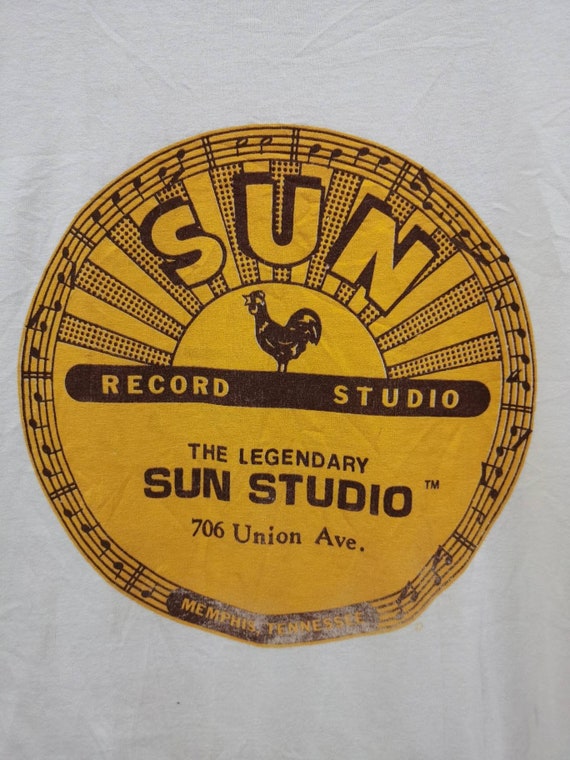 SUN
RECORD STUDIO
THE LEGENDARY
SUN STUDIO ™
706 Union Ave.
MEMPHIS, TENNESSEE
©